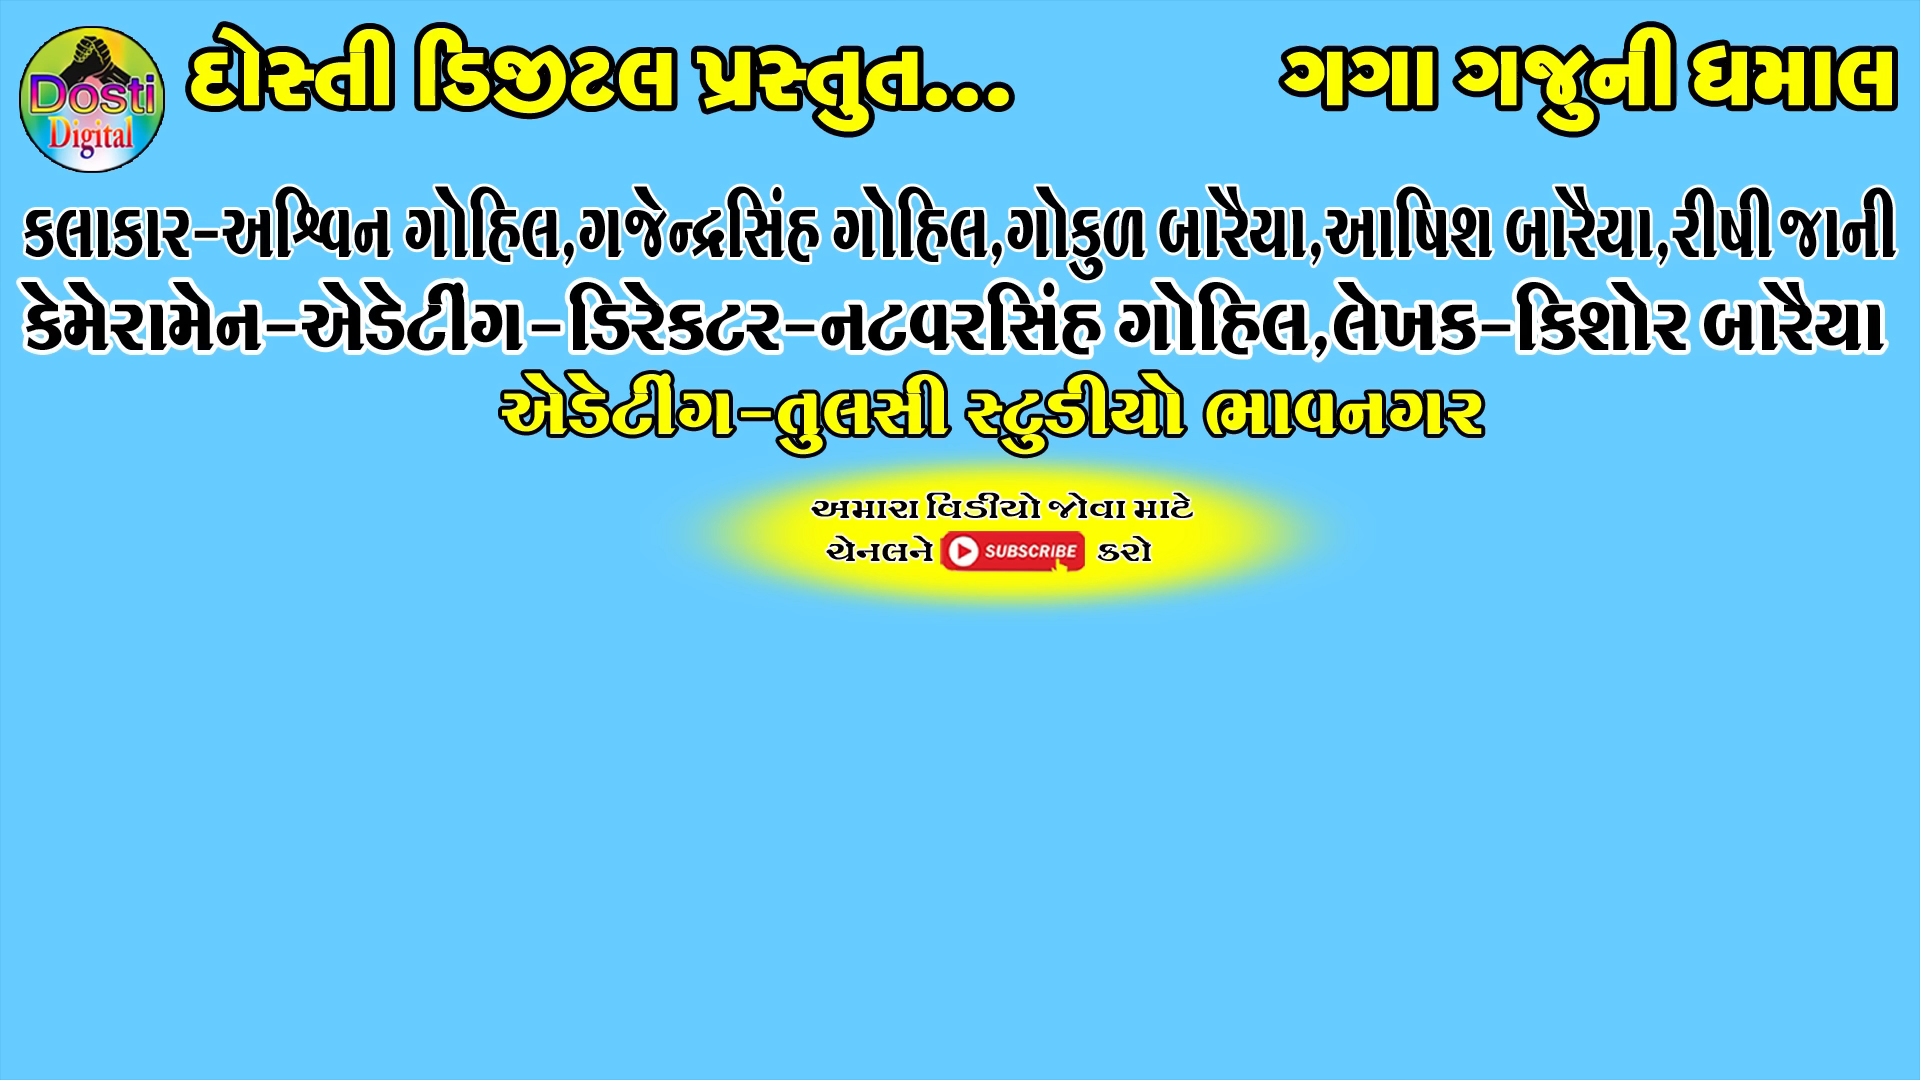 Dosti
Digital
દોસ્તી ડિજીટલ પ્રસ્તુત... ગગા ગજુની ધમાલ
કલાકાર-અશ્વિન ગોહિલ,ગજેન્દ્રસિંહ ગોહિલ,ગોકુળ બારૈયા,આષિશ બારૈયા,રીષી જાની
કેમેરામેન-એડેટીંગ-ડિરેકટર-નટવરસિંહ ગોહિલ,લેખક-કિશોર બારૈયા
એડેટીંગ-તુલસી સ્ટુડીયો ભાવનગર
અમારા વિડીયો જોવા માટે
ચેનલને SUBSCRIBE કરો